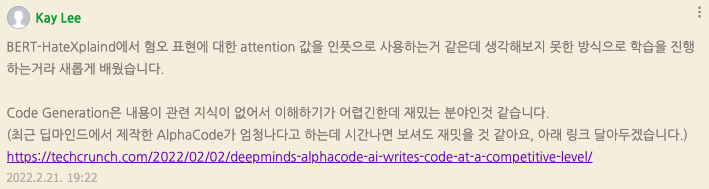 Kay Lee
BERT-HateXplaind에서 혐오 표현에 대한 attention 값을 인풋으로 사용하는거 같은데 생각해보지 못한 방식으로 학습을 진행
하는거라 새롭게 배웠습니다.
Code Generation은 내용이 관련 지식이 없어서 이해하기가 어렵긴한데 재밌는 분야인것 같습니다.
(최근 딥마인드에서 제작한 AlphaCode가 엄청나다고 하는데 시간나면 보셔도 재밋을 것 같아요, 아래 링크 달아두겠습니다.)
https://techcrunch.com/2022/02/02/deepminds-alphacode-ai-writes-code-at-a-competitive-level/
2022.2.21. 19:22